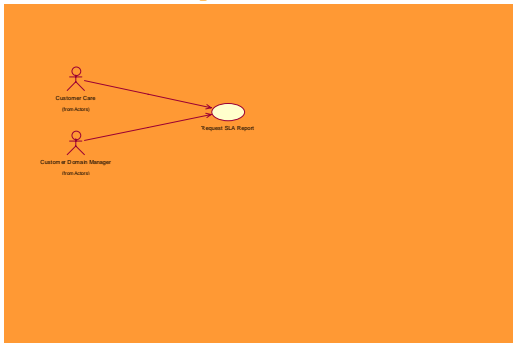 Customer Care
(from Actors)
Request SLA Report
Customer Domain Manager
(from Actors)